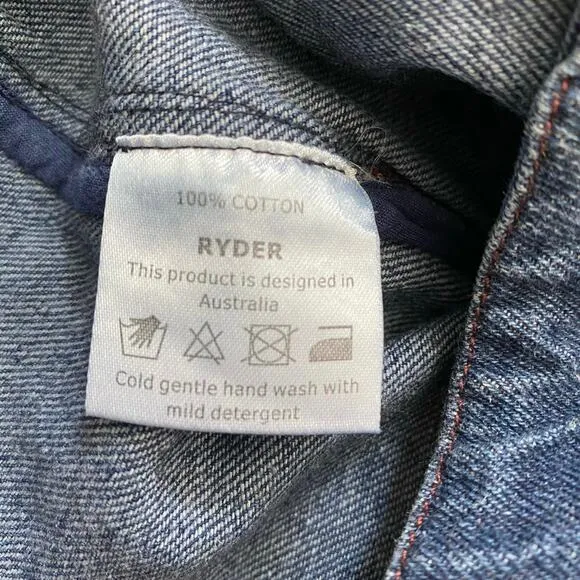 100% COTTON
RYDER
This product is designed in
Australia
Cold gentle hand wash with
mild detergent